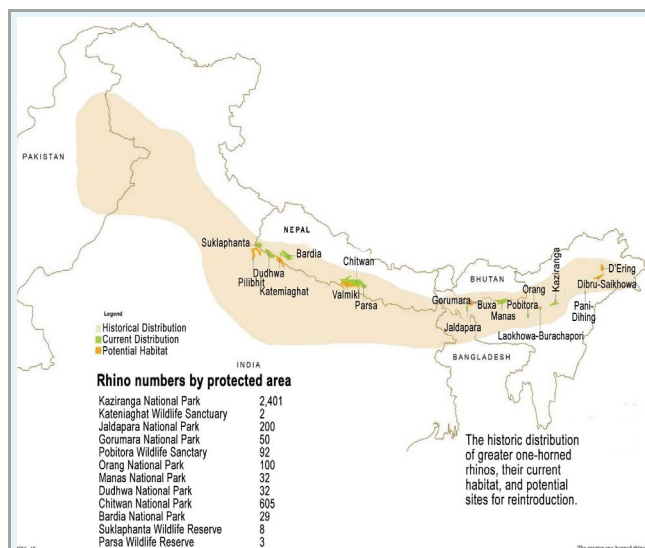 PAKISTAN
NEPAL
Suklaphanta
Bardia
Chitwan
Dudhwa
Pilibhit
Katemiaghat
Valmiki
Parsa
BHUTAN
Kaziranga
D'Ering
Dibru-Saikhowa
Orang
Gorumara
Buxa
Pobitora
Manas
Pani-
Dihing
Jaldapara
Laokhowa-Burachapori
BANGLADESH
Legend
Historical Distribution
Current Distribution
Potential Habitat
INDIA
Rhino numbers by protected area
Kaziranga National Park 2,401
Kateniaghat Wildlife Sanctuary 2
Jaldapara National Park 200
Gorumara National Park 50
Pobitora Wildlife Sanctary 92
Orang National Park 100
Manas National Park 32
Dudhwa National Park 32
Chitwan National Park 605
Bardia National Park 29
Suklaphanta Wildlife Reserve 8
Parsa Wildlife Reserve 3
The historic distribution
of greater one-horned
rhinos, their current
habitat, and potential
sites for reintroduction.